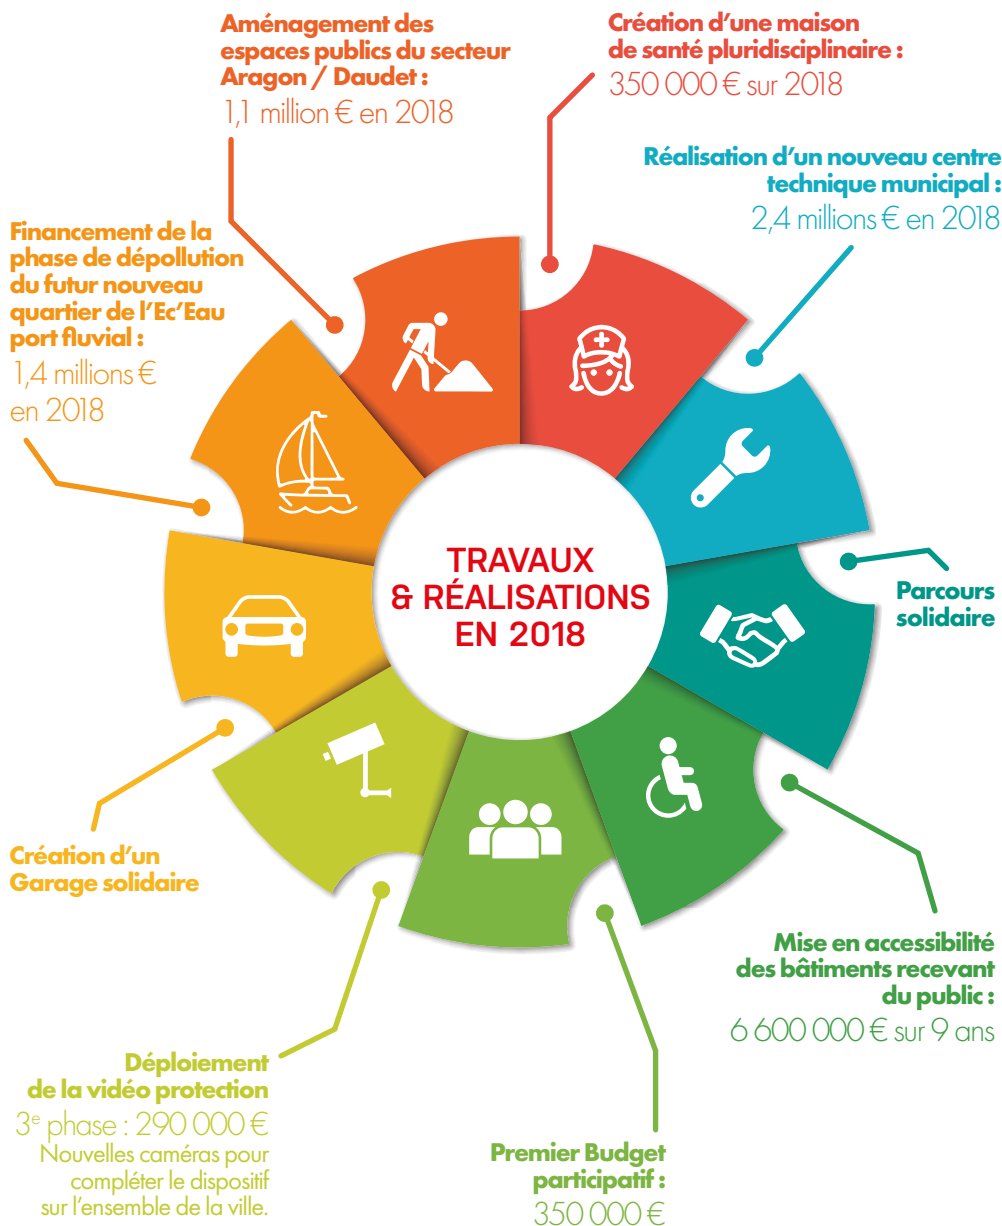 Aménagement des
espaces publics du secteur
Aragon / Daudet :
1,1 million € en 2018
Création d'une maison
de santé pluridisciplinaire :
350 000 € sur 2018
Réalisation d'un nouveau centre
technique municipal :
2,4 millions € en 2018
Financement de la
phase de dépollution
du futur nouveau
quartier de l'Ec'Eau
port fluvial :
1,4 millions €
en 2018
TRAVAUX
& RÉALISATIONS
EN 2018
Parcours
solidaire
Création d'un
Garage solidaire
Mise en accessibilité
des bâtiments recevant
du public :
6 600 000 € sur 9 ans
Déploiement
de la vidéo protection
3e phase : 290 000 €
Nouvelles caméras pour
compléter le dispositif
sur l'ensemble de la ville.
Premier Budget
participatif :
350 000 €